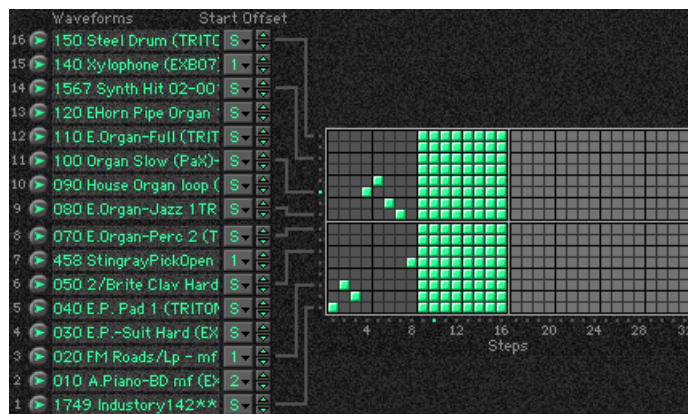 Waveforms Start Offset
16 150 Steel Drum (TRITO S
15 140 Xylophone (EXB07) 1
14 1567 Synth Hit 02-00 S
13 120 EHorn Pipe Organ S
12 110 E.Organ-Full (TRIT S
11 100 Organ Slow (PaX)- S
10 090 House Organ loop ( S
9 080 E.Organ-Jazz 1TR S
8 070 E.Organ-Perc 2 (T S
7 458 StingrayPickOpen 1
6 050 2/Brite Clav Hard S
5 040 E.P. Pad 1 (TRITON S
4 030 E.P.-Suit Hard (EX S
3 020 FM Roads/Lp - mf 1
2 010 A.Piano-BD mf (EX 2
1 1749 Industory142** S
4 8 12 16 20 24 28 32
Steps